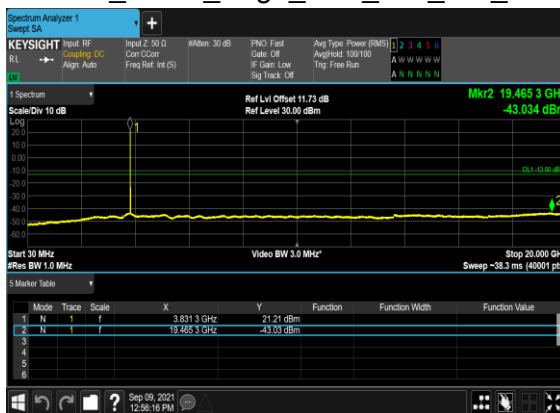 Spectrum Analyzer 1
Swept SA
KEYSIGHT Input: RF Input Z: 50 Ω #Atten: 30 dB PNO: Fast Avg Type: Power (RMS) 1 2 3 4 5 6
RL Coupling: DC Corr CCorr Gate: Off Avg|Hold: 100/100 A W W W W W
Align: Auto Freq Ref: Int (S) IF Gain: Low Trig: Free Run
Sig Track: Off A N N N N N
LXI
1 Spectrum Ref Lvl Offset 11.73 dB Mkr2 19.465 3 GH
Scale/Div 10 dB Ref Level 30.00 dBm -43.034 dBr
Log
20.0
1
10.0
0.00
-10.0
DL1 -13.00 dB
-20.0
-30.0
2
-40.0
-50.0
-60.0
Start 30 MHz Video BW 3.0 MHz* Stop 20.000 GH
#Res BW 1.0 MHz Sweep ~38.3 ms (40001 pt
5 Marker Table
Mode Trace Scale X Y Function Function Width Function Value
1 N 1 f 3.831 3 GHz 21.21 dBm
2 N 1 f 19.465 3 GHz -43.03 dBm
3
4
5
6
Sep 09, 2021
12:56:16 PM